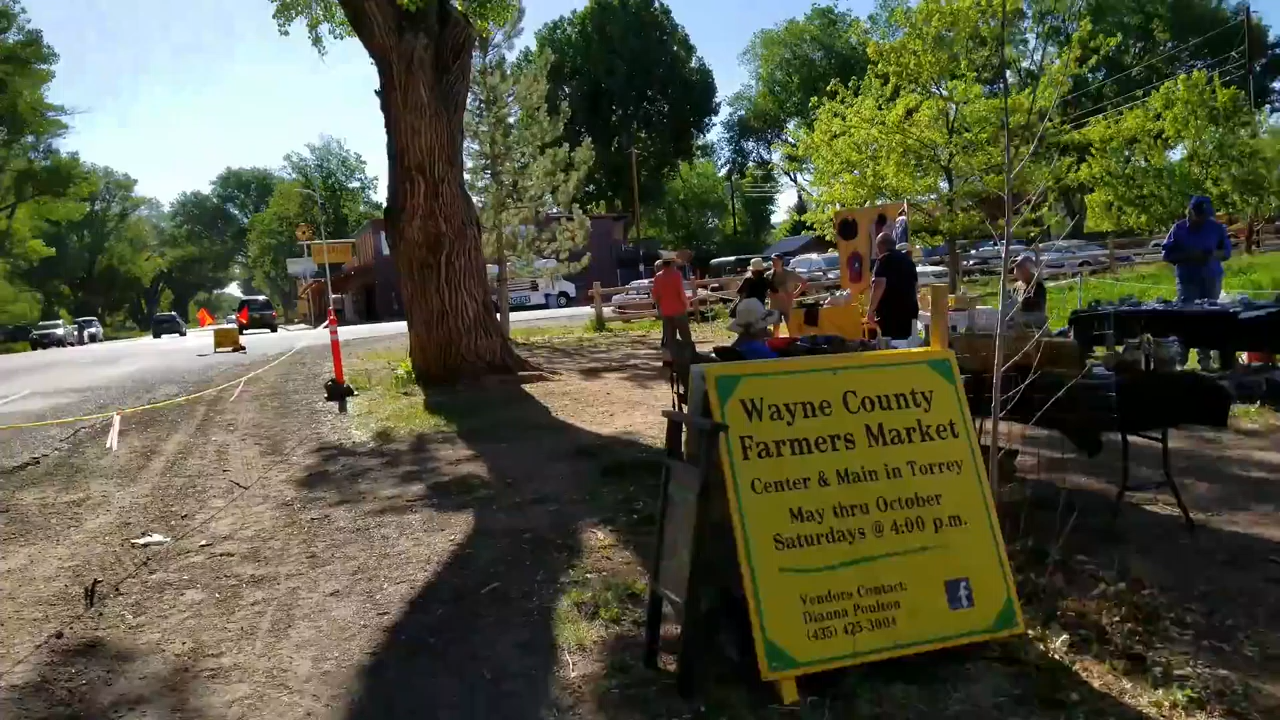 Wayne County
Farmers Market
Center & Main in Torrey
May thru October
Saturdays @ 4:00 p.m.
Vendors Contact:
Dianna Poulton
(435) 425-3004
f